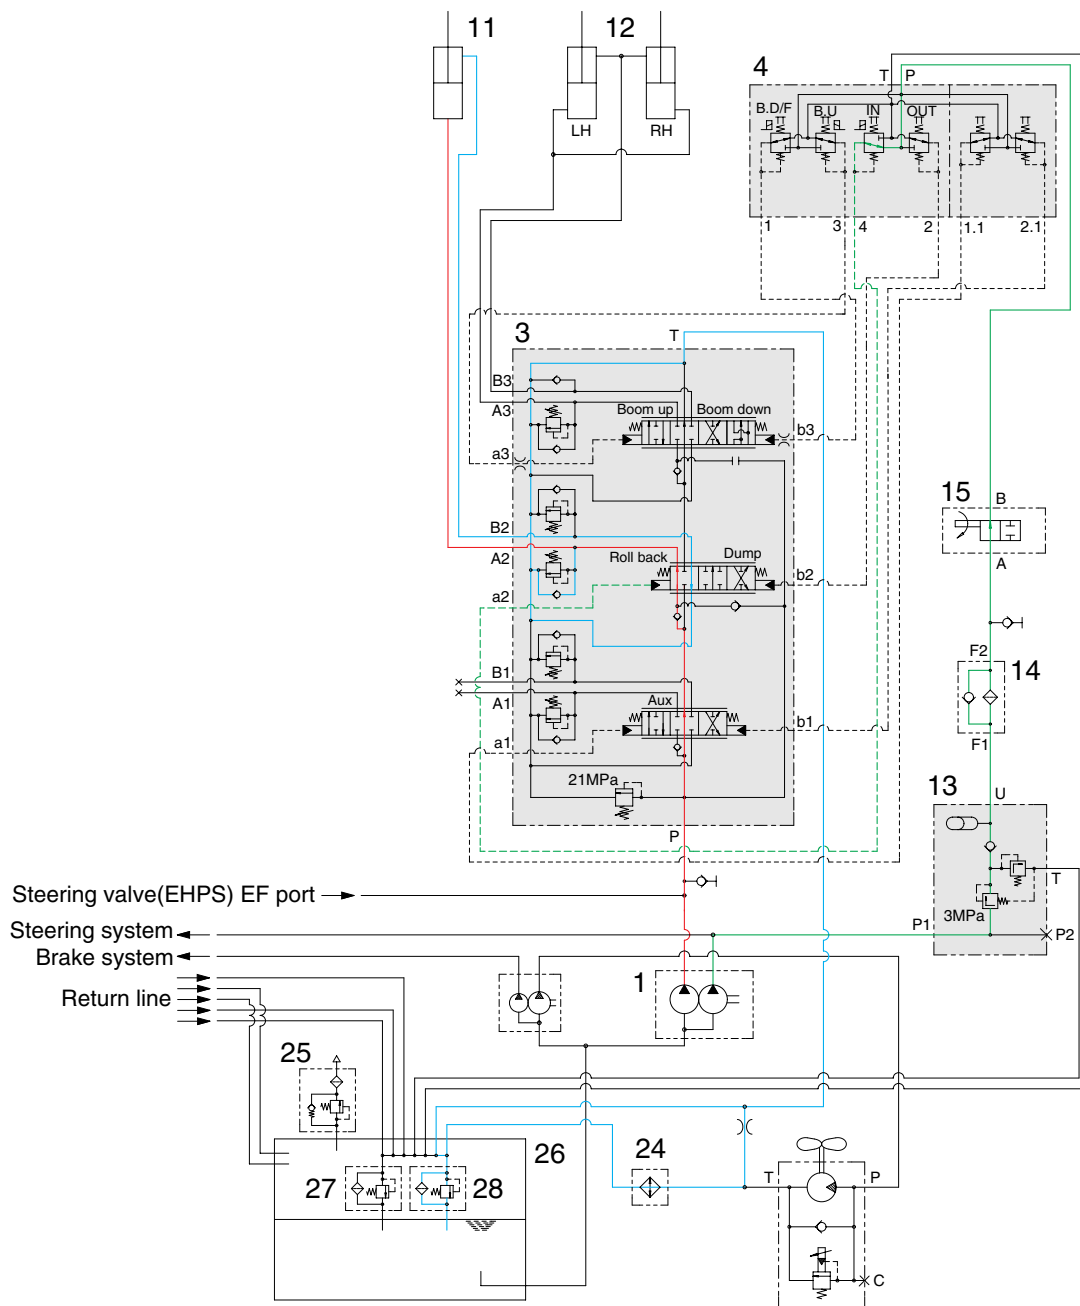 11
12
4
T P
B.D/F B.U IN OUT
LH RH
1 3 4 2 1.1 2.1
3
T
B3
A3
Boom up Boom down
b3
a3
15
B
B2
A2
Roll back Dump
A
b2
a2
F2
14
B1
A1
Aux
b1
a1
F1
21MPa
13
U
P
T
Steering valve(EHPS) EF port
3MPa
P1
P2
Steering system
Brake system
1
Return line
25
26
24
27
28
T P
C